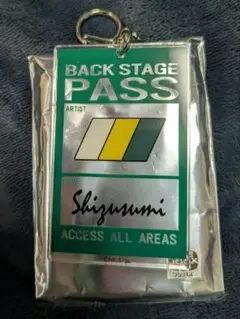 BACK STAGE
PASS
ARTIST
Shizusumi
ACCESS ALL AREAS